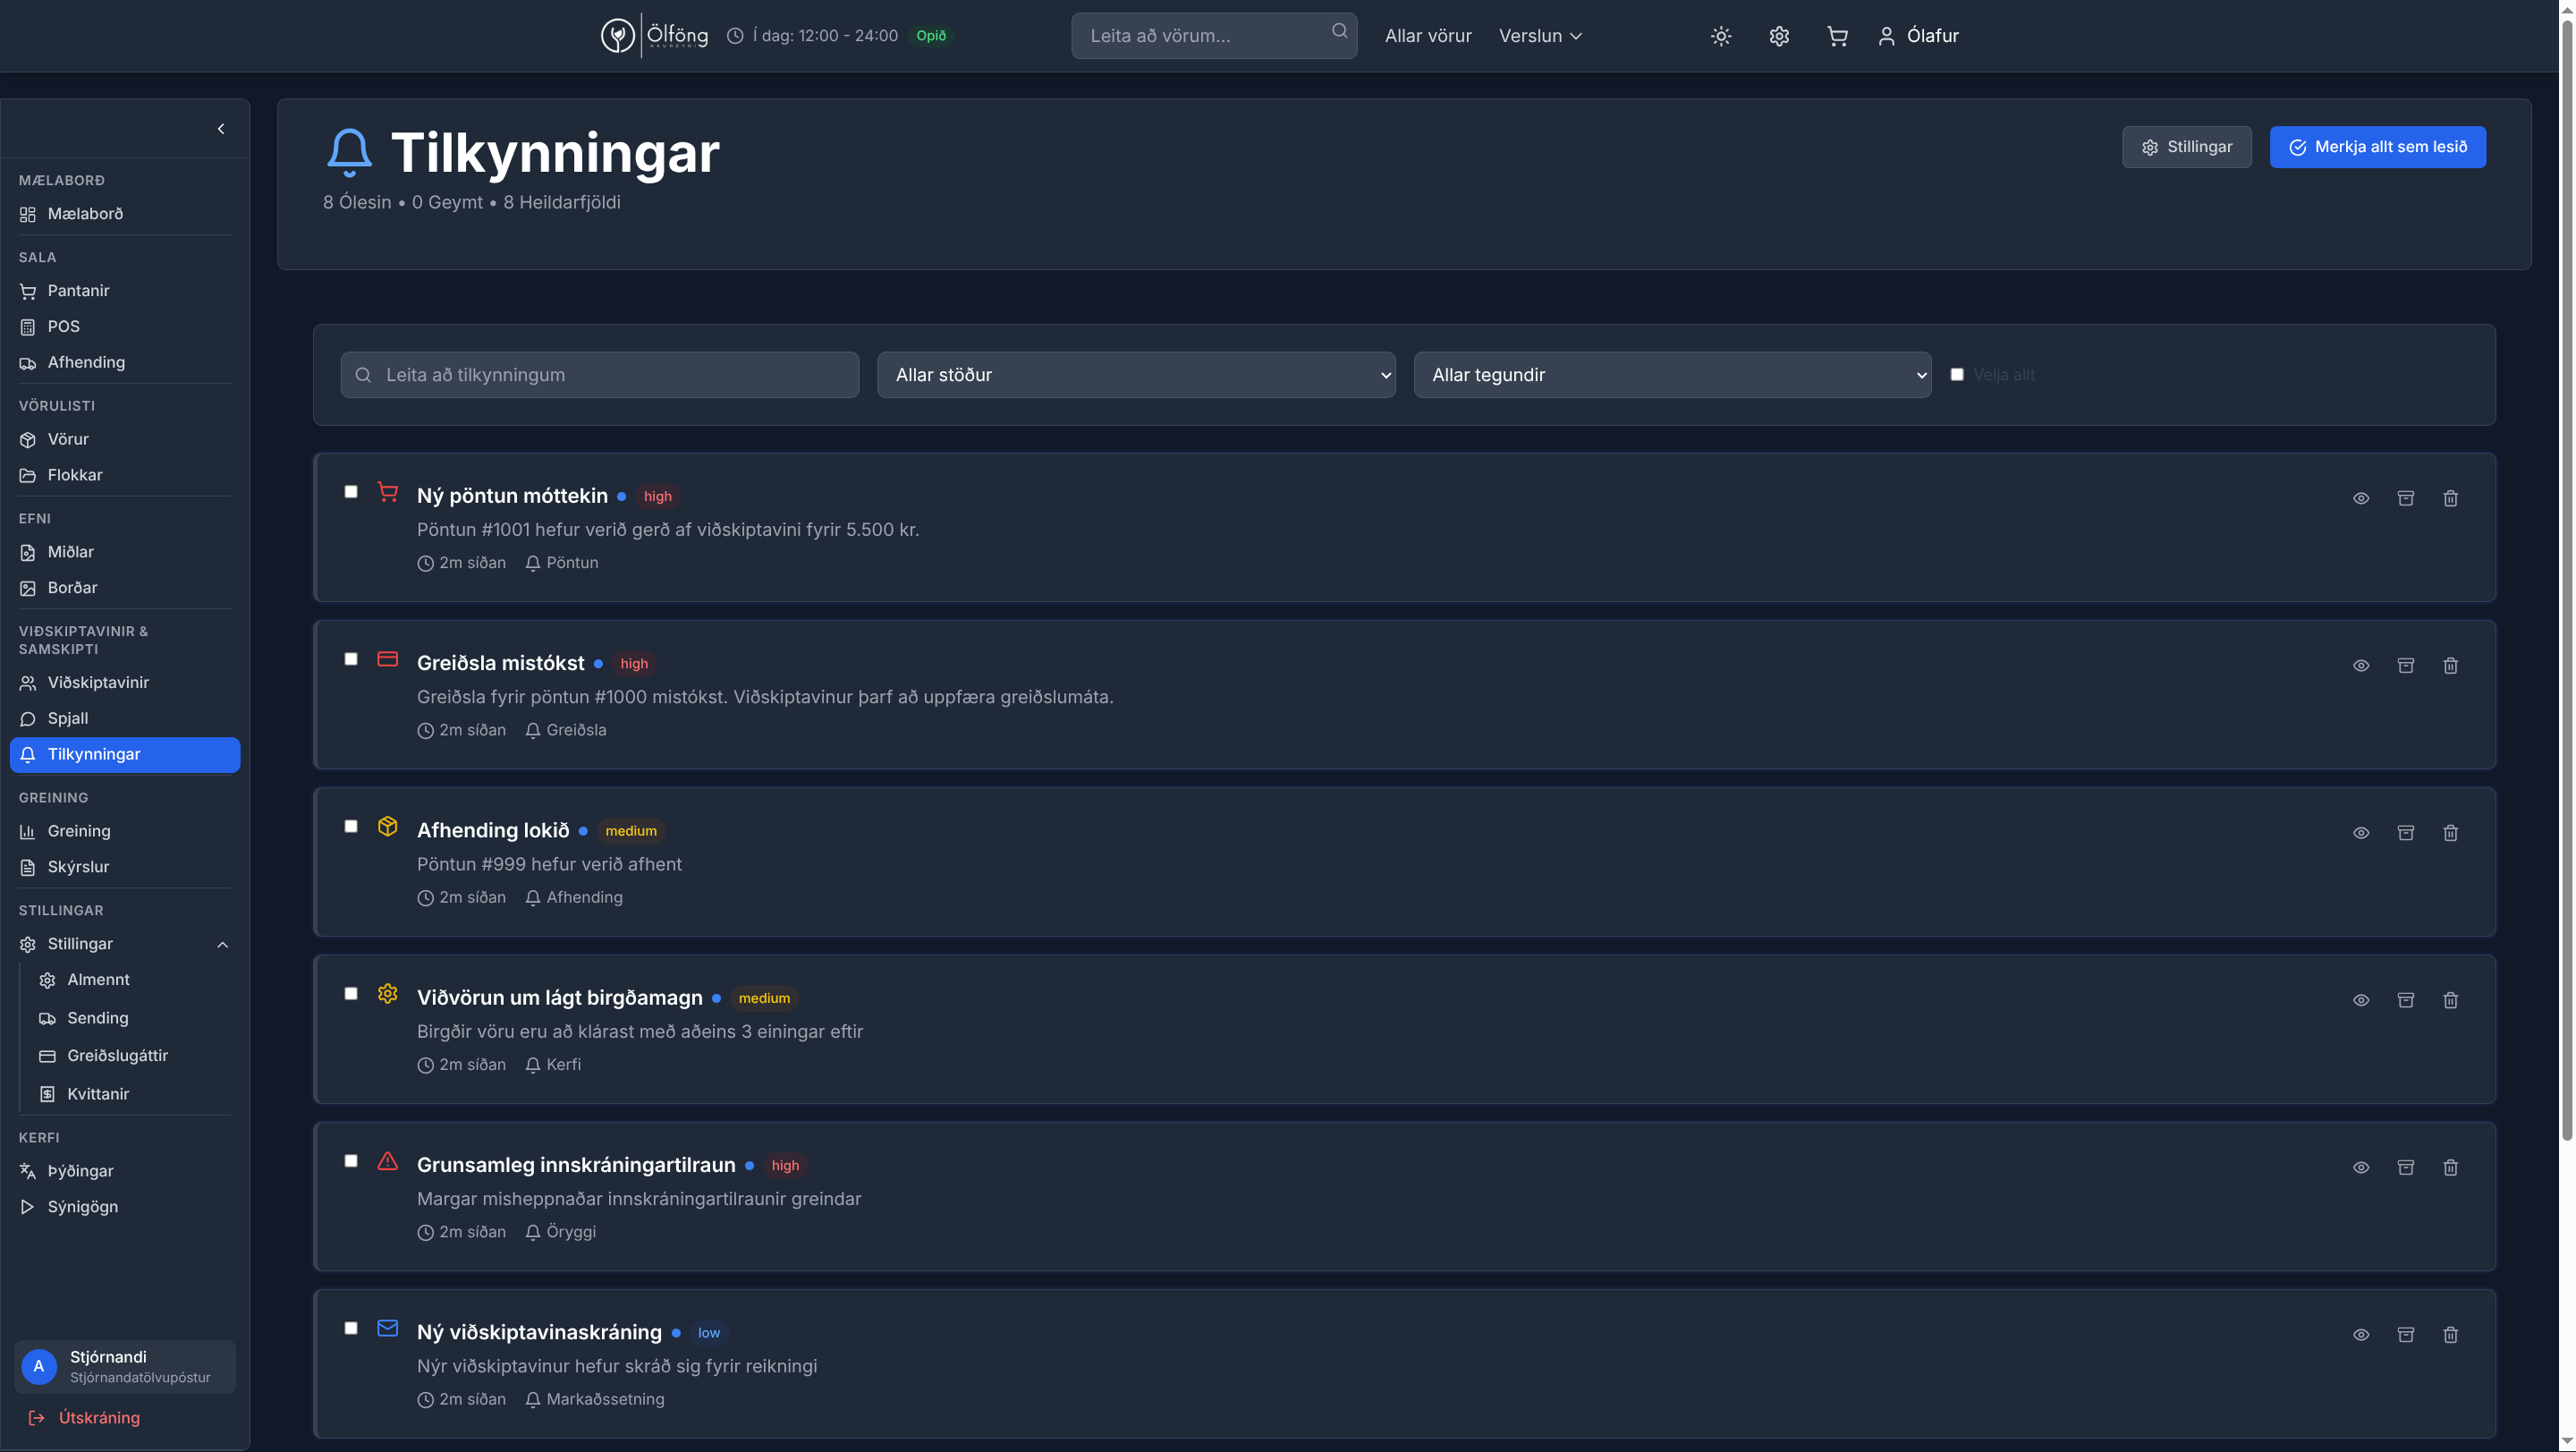 Ölföng
AKUREYRI
Í dag: 12:00 - 24:00
Opið
Leita að vörum...
Allar vörur
Verslun
Ólafur
MÆLABORÐ
Mælaborð
SALA
Pantanir
POS
Afhending
VÖRULISTI
Vörur
Flokkar
EFNI
Miðlar
Borðar
VIÐSKIPTAVINIR &
SAMSKIPTI
Viðskiptavinir
Spjall
Tilkynningar
GREINING
Greining
Skýrslur
STILLINGAR
Stillingar
Almennt
Sending
Greiðslugáttir
Kvittanir
KERFI
Þýðingar
Sýnigögn
A
Stjórnandi
Stjórnandatölvupóstur
Útskráning
Tilkynningar
8 Ólesin • 0 Geymt • 8 Heildarfjöldi
Stillingar
Merkja allt sem lesið
Leita að tilkynningum
Allar stöður
Allar tegundir
Velja allt
Ný pöntun móttekin high
Pöntun #1001 hefur verið gerð af viðskiptavini fyrir 5.500 kr.
2m síðan Pöntun
Greiðsla mistókst high
Greiðsla fyrir pöntun #1000 mistókst. Viðskiptavinur þarf að uppfæra greiðslumáta.
2m síðan Greiðsla
Afhending lokið medium
Pöntun #999 hefur verið afhent
2m síðan Afhending
Viðvörun um lágt birgðamagn medium
Birgðir vöru eru að klárast með aðeins 3 einingar eftir
2m síðan Kerfi
Grunsamleg innskráningartilraun high
Margar misheppnaðar innskráningartilraunir greindar
2m síðan Öryggi
Ný viðskiptavinaskráning low
Nýr viðskiptavinur hefur skráð sig fyrir reikningi
2m síðan Markaðssetning